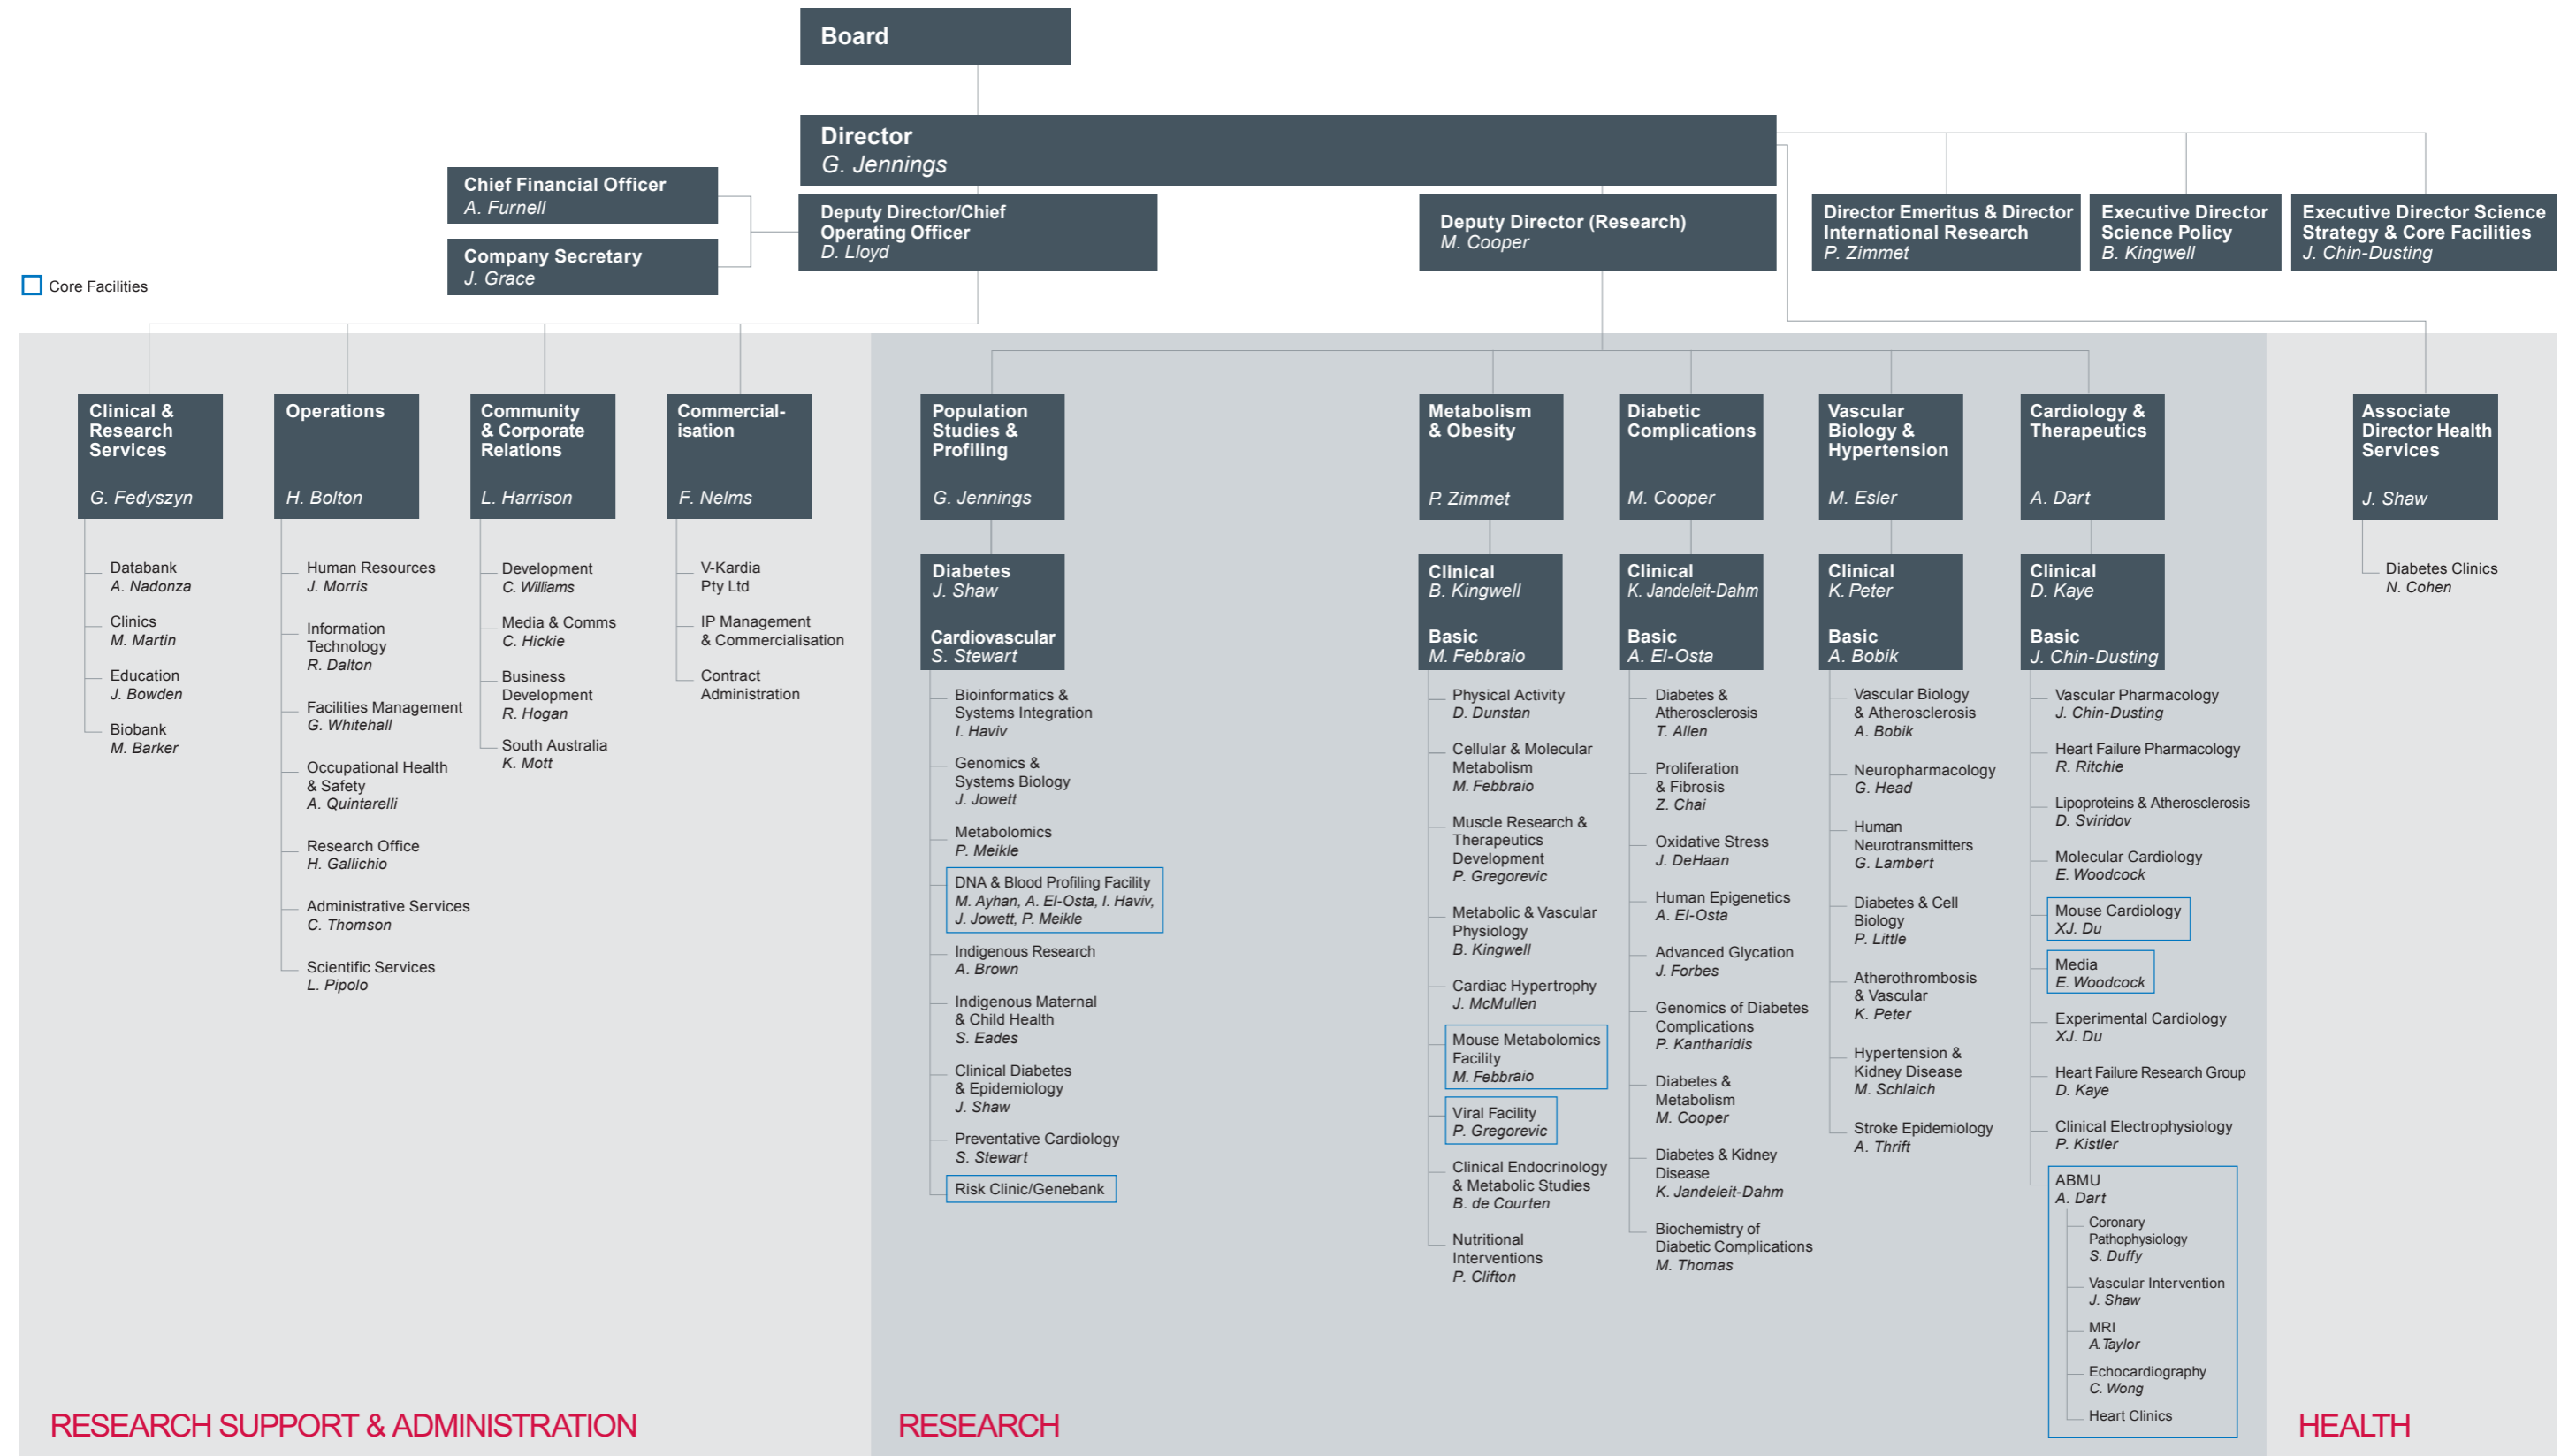 Board
Director
G. Jennings
Chief Financial Officer
A. Furnell
Company Secretary
J. Grace
Deputy Director/Chief
Operating Officer
D. Lloyd
Deputy Director (Research)
M. Cooper
Director Emeritus & Director
International Research
P. Zimmet
Executive Director
Science Policy
B. Kingwell
Executive Director Science
Strategy & Core Facilities
J. Chin-Dusting
Core Facilities
Clinical &
Research
Services
G. Fedyszyn
Databank
A. Nadonza
Clinics
M. Martin
Education
J. Bowden
Biobank
M. Barker
Operations
H. Bolton
Human Resources
J. Morris
Information
Technology
R. Dalton
Facilities Management
G. Whitehall
Occupational Health
& Safety
A. Quintarelli
Research Office
H. Gallichio
Administrative Services
C. Thomson
Scientific Services
L. Pipolo
Community
& Corporate
Relations
L. Harrison
Development
C. Williams
Media & Comms
C. Hickie
Business
Development
R. Hogan
South Australia
K. Mott
Commercial-
isation
F. Nelms
V-Kardia
Pty Ltd
IP Management
& Commercialisation
Contract
Administration
Population
Studies &
Profiling
G. Jennings
Diabetes
J. Shaw
Cardiovascular
S. Stewart
Bioinformatics &
Systems Integration
I. Haviv
Genomics &
Systems Biology
J. Jowett
Metabolomics
P. Meikle
DNA & Blood Profiling Facility
M. Ayhan, A. El-Osta, I. Haviv,
J. Jowett, P. Meikle
Indigenous Research
A. Brown
Indigenous Maternal
& Child Health
S. Eades
Clinical Diabetes
& Epidemiology
J. Shaw
Preventative Cardiology
S. Stewart
Risk Clinic/Genebank
Metabolism
& Obesity
P. Zimmet
Clinical
B. Kingwell
Basic
M. Febbraio
Physical Activity
D. Dunstan
Cellular & Molecular
Metabolism
M. Febbraio
Muscle Research &
Therapeutics
Development
P. Gregorevic
Metabolic & Vascular
Physiology
B. Kingwell
Cardiac Hypertrophy
J. McMullen
Mouse Metabolomics
Facility
M. Febbraio
Viral Facility
P. Gregorevic
Clinical Endocrinology
& Metabolic Studies
B. de Courten
Nutritional
Interventions
P. Clifton
Diabetic
Complications
M. Cooper
Clinical
K. Jandeleit-Dahm
Basic
A. El-Osta
Diabetes &
Atherosclerosis
T. Allen
Proliferation
& Fibrosis
Z. Chai
Oxidative Stress
J. DeHaan
Human Epigenetics
A. El-Osta
Advanced Glycation
J. Forbes
Genomics of Diabetes
Complications
P. Kantharidis
Diabetes &
Metabolism
M. Cooper
Diabetes & Kidney
Disease
K. Jandeleit-Dahm
Biochemistry of
Diabetic Complications
M. Thomas
Vascular
Biology &
Hypertension
M. Esler
Clinical
K. Peter
Basic
A. Bobik
Vascular Biology
& Atherosclerosis
A. Bobik
Neuropharmacology
G. Head
Human
Neurotransmitters
G. Lambert
Diabetes & Cell
Biology
P. Little
Atherothrombosis
& Vascular
K. Peter
Hypertension &
Kidney Disease
M. Schlaich
Stroke Epidemiology
A. Thrift
Cardiology &
Therapeutics
A. Dart
Clinical
D. Kaye
Basic
J. Chin-Dusting
Vascular Pharmacology
J. Chin-Dusting
Heart Failure Pharmacology
R. Ritchie
Lipoproteins & Atherosclerosis
D. Sviridov
Molecular Cardiology
E. Woodcock
Mouse Cardiology
XJ. Du
Media
E. Woodcock
Experimental Cardiology
XJ. Du
Heart Failure Research Group
D. Kaye
Clinical Electrophysiology
P. Kistler
ABMU
A. Dart
Coronary
Pathophysiology
S. Duffy
Vascular Intervention
J. Shaw
MRI
A.Taylor
Echocardiography
C. Wong
Heart Clinics
Associate
Director Health
Services
J. Shaw
Diabetes Clinics
N. Cohen
RESEARCH SUPPORT & ADMINISTRATION
RESEARCH
HEALTH